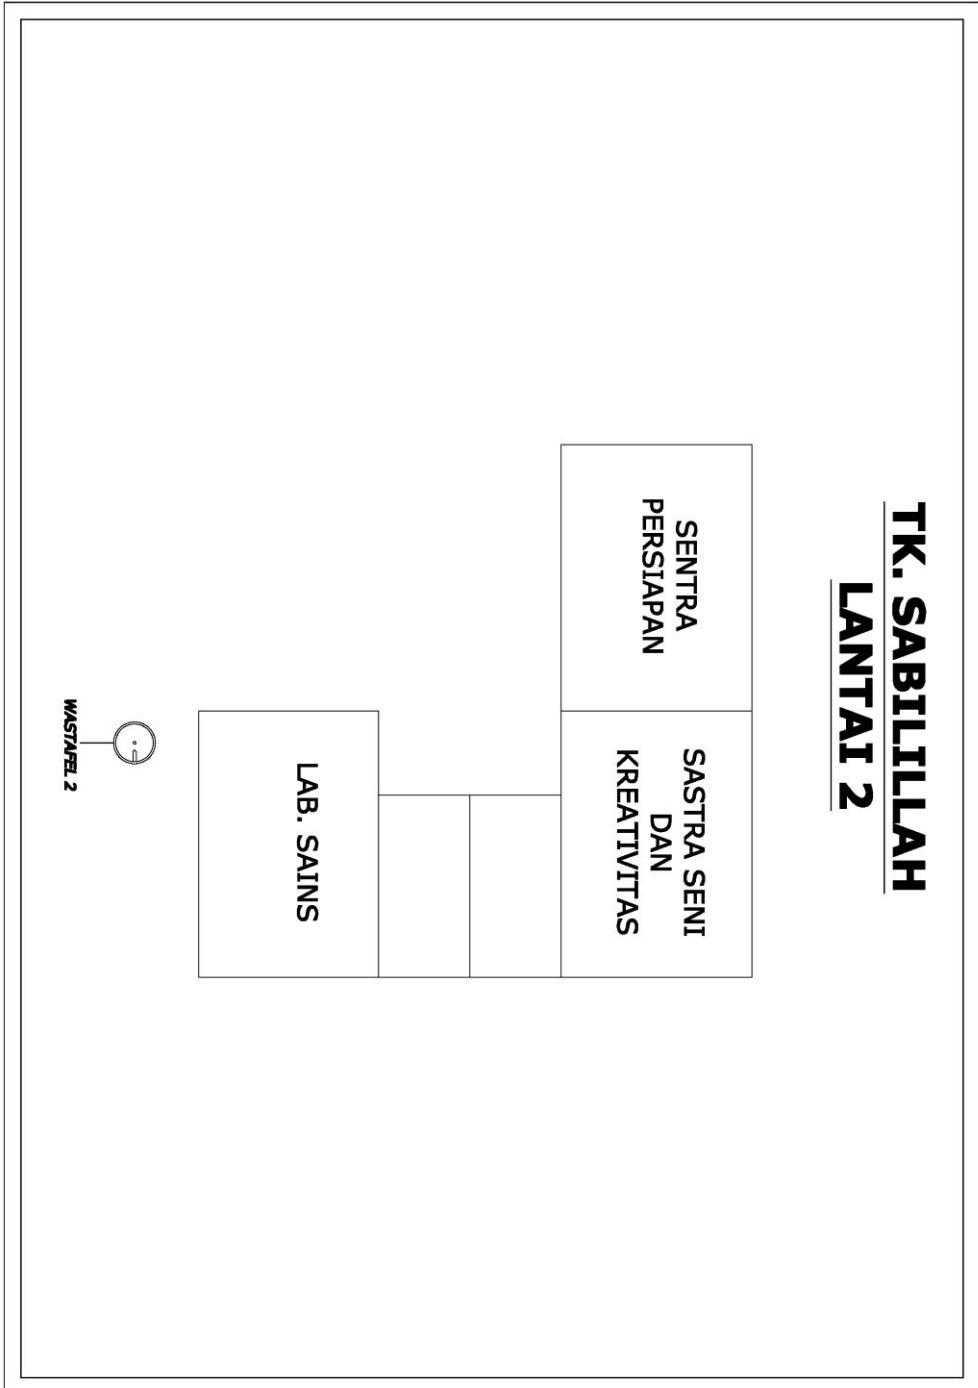 TK. SABILILLAH
LANTAI 2
SENTRA
PERSIAPAN
SASTRA SENI
DAN
KREATIVITAS
LAB. SAINS
WASTAFEL 2